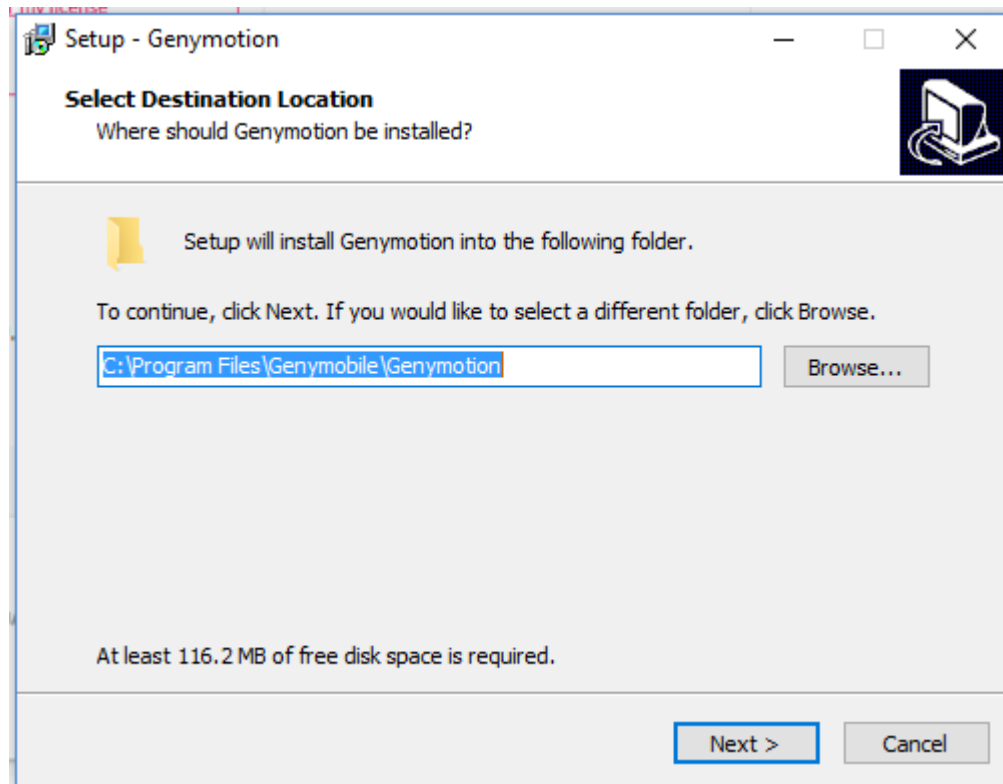 my license
Setup - Genymotion
Select Destination Location
Where should Genymotion be installed?
Setup will install Genymotion into the following folder.
To continue, click Next. If you would like to select a different folder, click Browse.
C:\Program Files\Genymobile\Genymotion
Browse...
At least 116.2 MB of free disk space is required.
Next >
Cancel